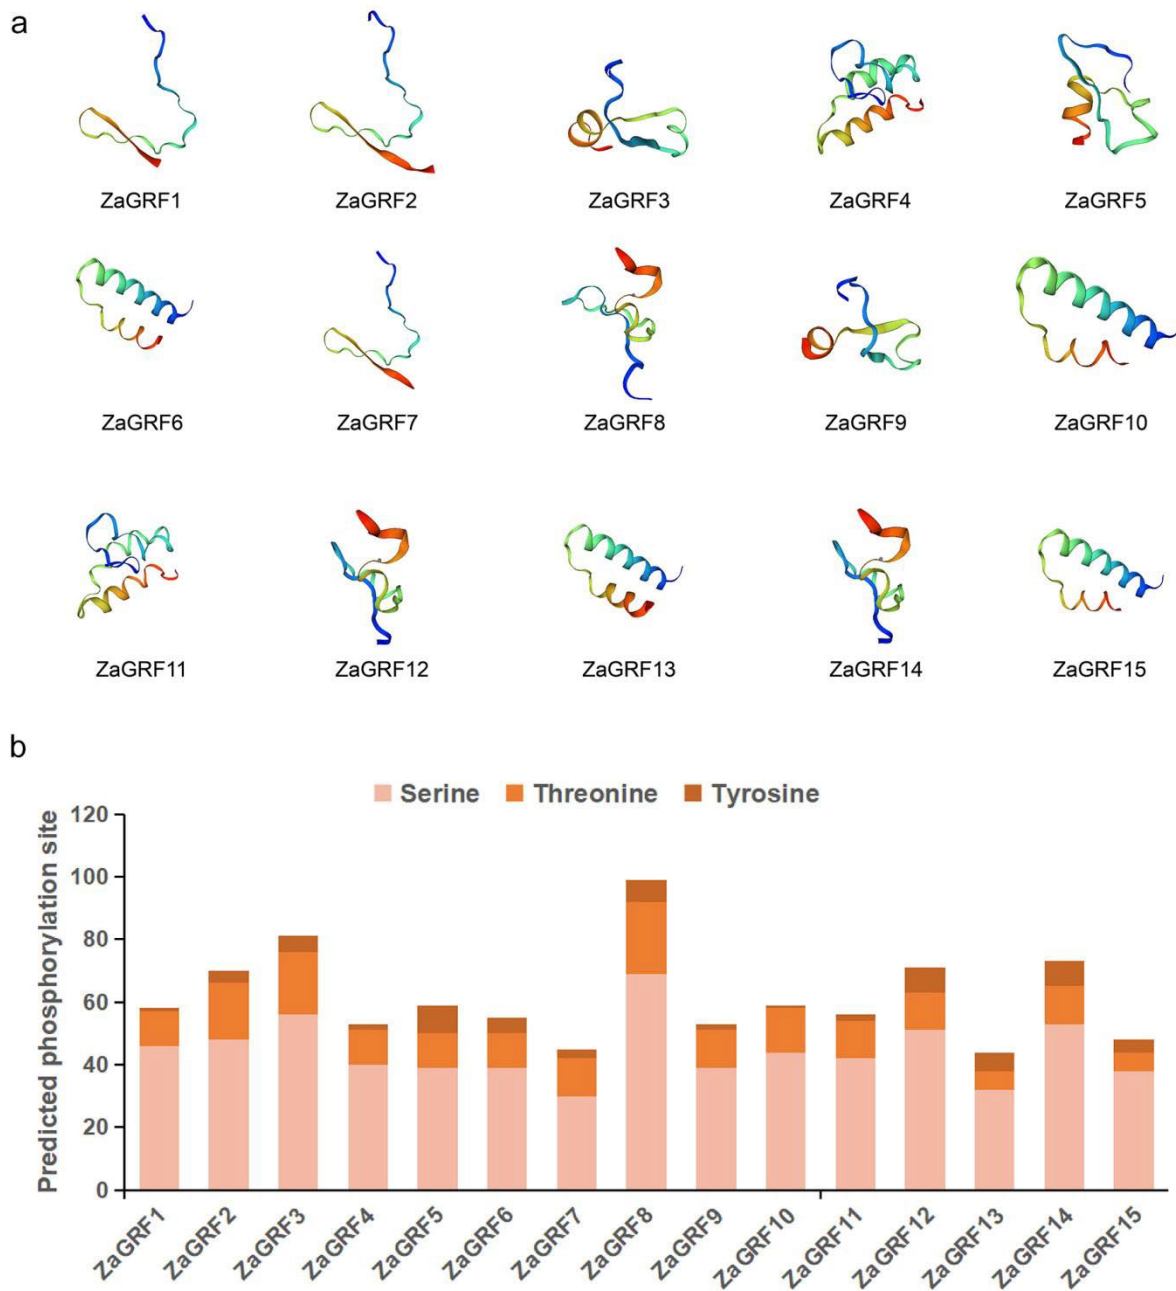 a
ZaGRF1 ZaGRF2 ZaGRF3 ZaGRF4 ZaGRF5
ZaGRF6 ZaGRF7 ZaGRF8 ZaGRF9 ZaGRF10
ZaGRF11 ZaGRF12 ZaGRF13 ZaGRF14 ZaGRF15
b
Serine Threonine Tyrosine
Predicted phosphorylation site
120
100
80
60
40
20
0
ZaGRF1 ZaGRF2 ZaGRF3 ZaGRF4 ZaGRF5 ZaGRF6 ZaGRF7 ZaGRF8 ZaGRF9 ZaGRF10 ZaGRF11 ZaGRF12 ZaGRF13 ZaGRF14 ZaGRF15